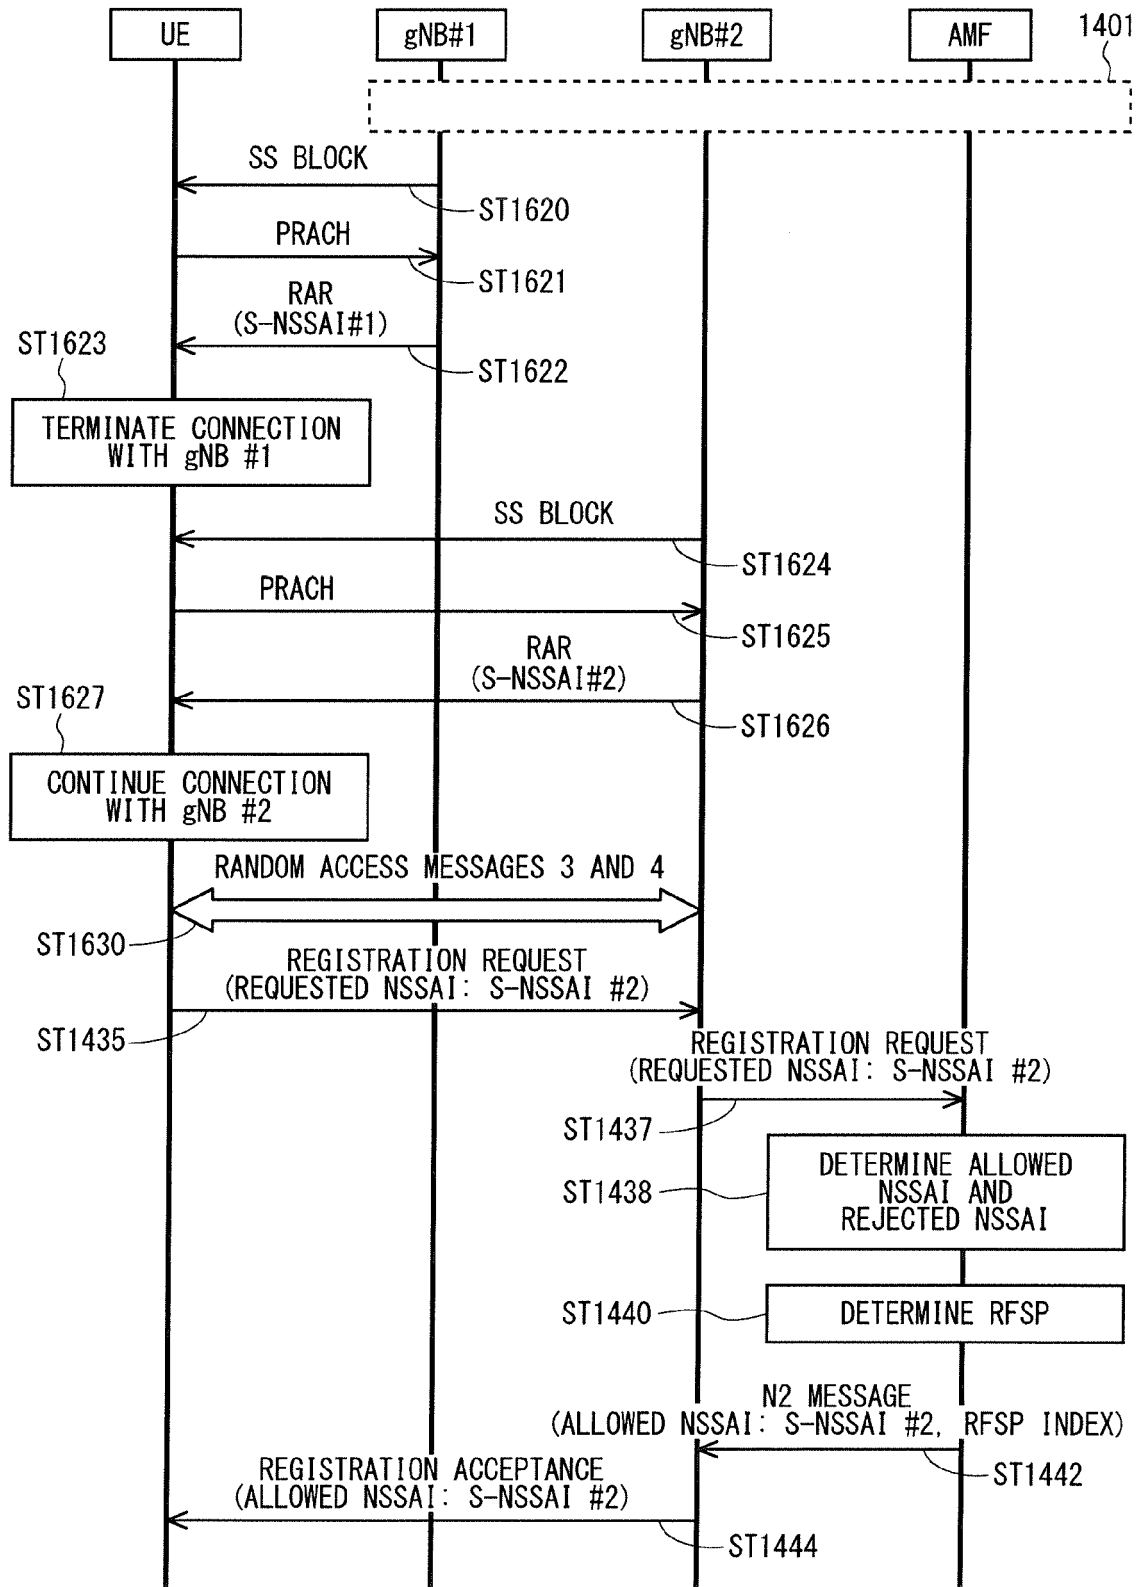 UE
gNB#1
gNB#2
AMF
1401
SS BLOCK
ST1620
PRACH
ST1621
RAR
(S-NSSAI#1)
ST1622
ST1623
TERMINATE CONNECTION
WITH gNB #1
SS BLOCK
ST1624
PRACH
ST1625
RAR
(S-NSSAI#2)
ST1626
ST1627
CONTINUE CONNECTION
WITH gNB #2
RANDOM ACCESS MESSAGES 3 AND 4
ST1630
REGISTRATION REQUEST
(REQUESTED NSSAI: S-NSSAI #2)
ST1435
REGISTRATION REQUEST
(REQUESTED NSSAI: S-NSSAI #2)
ST1437
DETERMINE ALLOWED
NSSAI AND
REJECTED NSSAI
ST1438
ST1440
DETERMINE RFSP
N2 MESSAGE
(ALLOWED NSSAI: S-NSSAI #2, RFSP INDEX)
ST1442
REGISTRATION ACCEPTANCE
(ALLOWED NSSAI: S-NSSAI #2)
ST1444